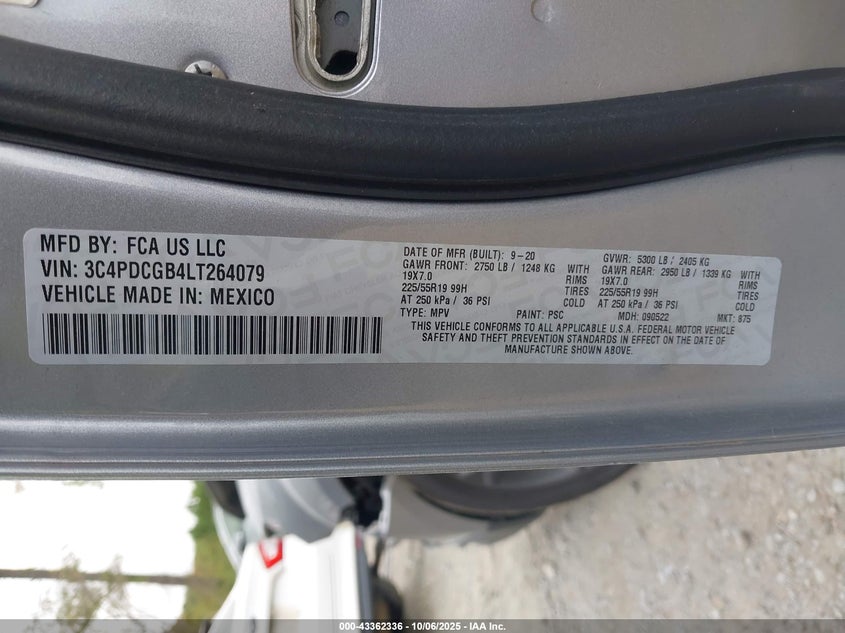 MFD BY: FCA US LLC
VIN: 3C4PDCGB4LT264079
VEHICLE MADE IN: MEXICO
DATE OF MFR (BUILT): 9-20 GVWR: 5300 LB / 2405 KG
GAWR FRONT: 2750 LB / 1248 KG WITH GAWR REAR: 2950 LB / 1339 KG WITH
19X7.0 RIMS 19X7.0 RIMS
225/55R19 99H TIRES 225/55R19 99H TIRES
AT 250 kPa / 36 PSI COLD AT 250 kPa / 36 PSI COLD
TYPE: MPV PAINT: PSC MDH: 090522 MKT: 875
THIS VEHICLE CONFORMS TO ALL APPLICABLE U.S.A. FEDERAL MOTOR VEHICLE
SAFETY AND THEFT PREVENTION STANDARDS IN EFFECT ON THE DATE OF
MANUFACTURE SHOWN ABOVE.
000-43362336 - 10/06/2025 - IAA Inc.